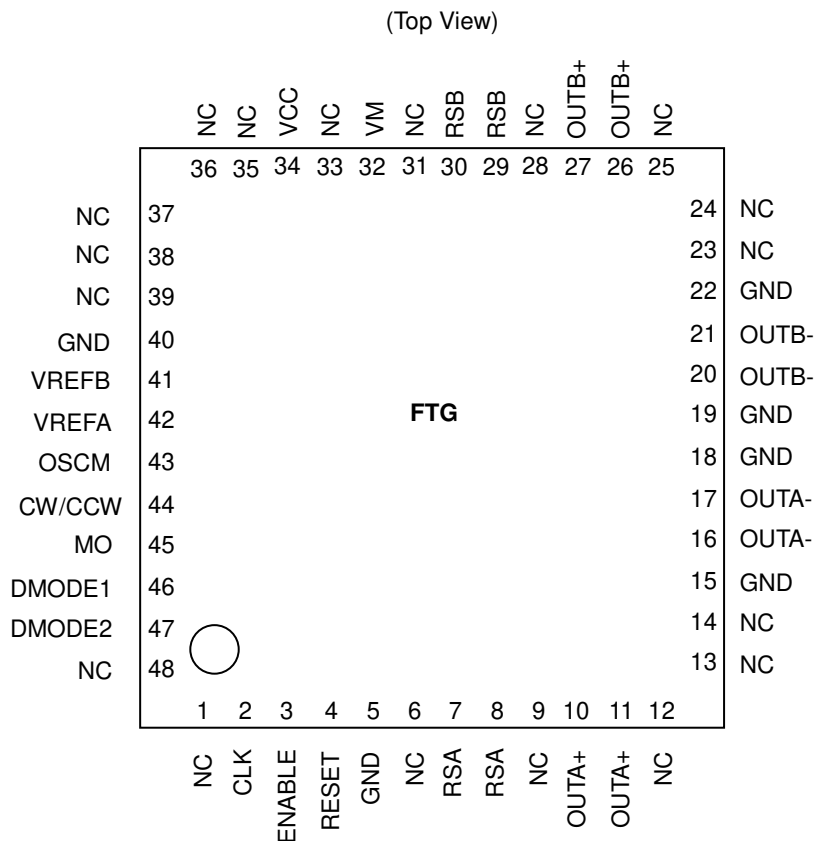 (Top View)
NC NC VCC NC VM NC RSB RSB NC OUTB+ OUTB+ NC
36 35 34 33 32 31 30 29 28 27 26 25
NC 37 24 NC
NC 38 23 NC
NC 39 22 GND
GND 40 21 OUTB-
VREFB 41 20 OUTB-
VREFA 42 FTG 19 GND
OSCM 43 18 GND
CW/CCW 44 17 OUTA-
MO 45 16 OUTA-
DMODE1 46 15 GND
DMODE2 47 14 NC
NC 48 13 NC
1 2 3 4 5 6 7 8 9 10 11 12
NC CLK ENABLE RESET GND NC RSA RSA NC OUTA+ OUTA+ NC